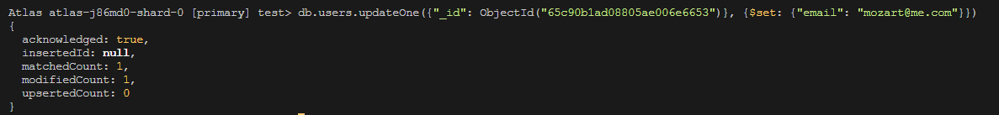 Atlas atlas-j86md0-shard-0 [primary] test> db.users.updateOne({"_id": ObjectId("65c90b1ad08805ae006e6653")}, {$set: {"email": "mozart@me.com"}})
{
  acknowledged: true,
  insertedId: null,
  matchedCount: 1,
  modifiedCount: 1,
  upsertedCount: 0
}